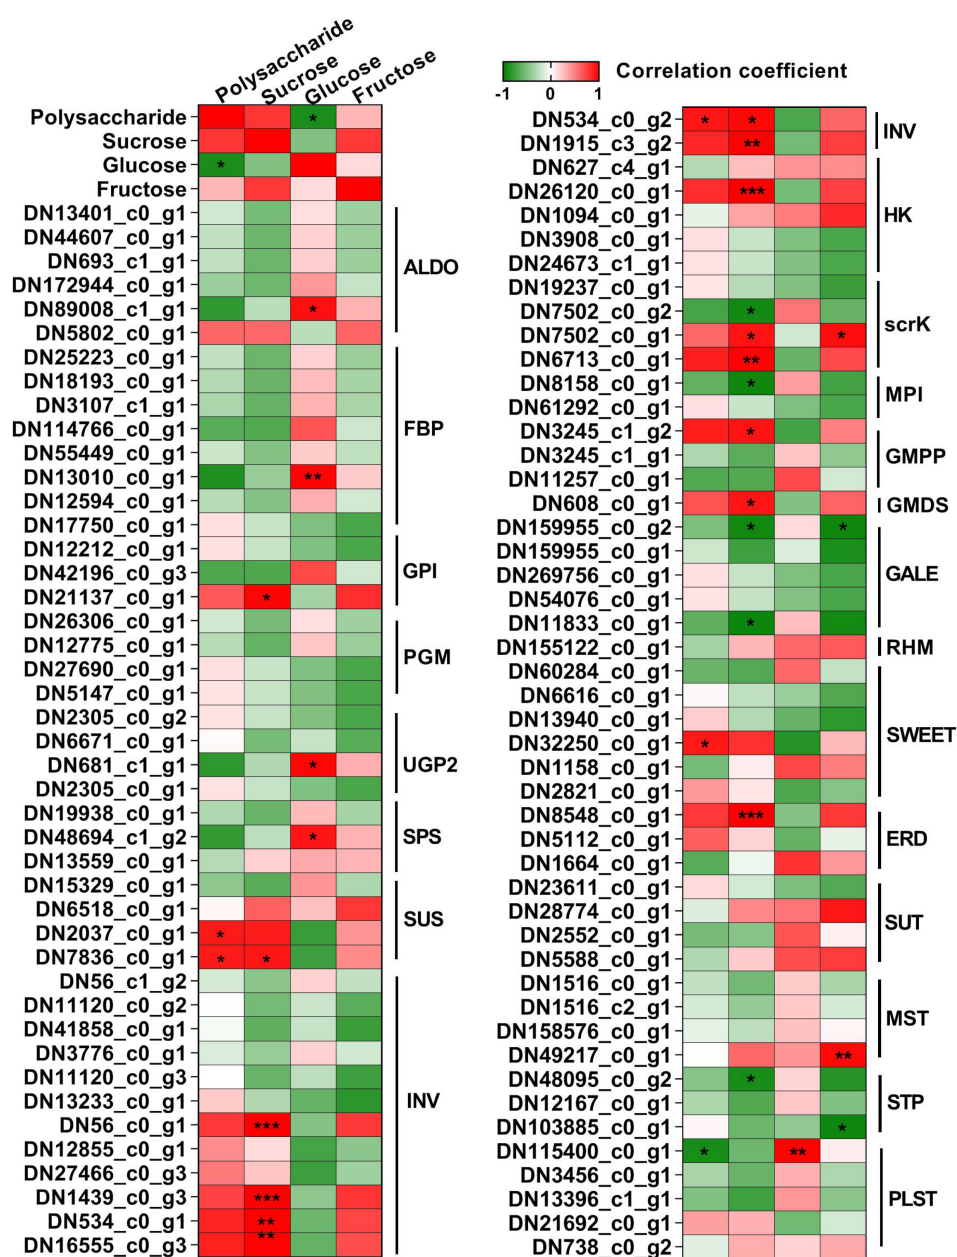 Polysaccharide
Sucrose
Glucose
Fructose
Correlation coefficient
-1 0 1
Polysaccharide *
Sucrose
Glucose *
Fructose
DN13401_c0_g1
DN44607_c0_g1
DN693_c1_g1
ALDO
DN172944_c0_g1
DN89008_c1_g1 *
DN5802_c0_g1
DN25223_c0_g1
DN18193_c0_g1
DN3107_c1_g1
DN114766_c0_g1
FBP
DN55449_c0_g1
DN13010_c0_g1 **
DN12594_c0_g1
DN17750_c0_g1
DN12212_c0_g1
DN42196_c0_g3
GPI
DN21137_c0_g1 *
DN26306_c0_g1
DN12775_c0_g1
PGM
DN27690_c0_g1
DN5147_c0_g1
DN2305_c0_g2
DN6671_c0_g1
DN681_c1_g1 *
UGP2
DN2305_c0_g1
DN19938_c0_g1
DN48694_c1_g2 *
SPS
DN13559_c0_g1
DN15329_c0_g1
DN6518_c0_g1
SUS
DN2037_c0_g1 *
DN7836_c0_g1 * *
DN56_c1_g2
DN11120_c0_g2
DN41858_c0_g1
DN3776_c0_g1
DN11120_c0_g3
DN13233_c0_g1
INV
DN56_c0_g1 ***
DN12855_c0_g1
DN27466_c0_g3
DN1439_c0_g3 ***
DN534_c0_g1 **
DN16555_c0_g3 **
DN534_c0_g2 * *
INV
DN1915_c3_g2 **
DN627_c4_g1
DN26120_c0_g1 ***
DN1094_c0_g1
HK
DN3908_c0_g1
DN24673_c1_g1
DN19237_c0_g1
DN7502_c0_g2 *
scrK
DN7502_c0_g1 * *
DN6713_c0_g1 **
DN8158_c0_g1 *
MPI
DN61292_c0_g1
DN3245_c1_g2 *
DN3245_c1_g1
GMPP
DN11257_c0_g1
DN608_c0_g1 *
GMDS
DN159955_c0_g2 * *
DN159955_c0_g1
DN269756_c0_g1
GALE
DN54076_c0_g1
DN11833_c0_g1 *
DN155122_c0_g1
RHM
DN60284_c0_g1
DN6616_c0_g1
DN13940_c0_g1
SWEET
DN32250_c0_g1 *
DN1158_c0_g1
DN2821_c0_g1
DN8548_c0_g1 ***
DN5112_c0_g1
ERD
DN1664_c0_g1
DN23611_c0_g1
DN28774_c0_g1
SUT
DN2552_c0_g1
DN5588_c0_g1
DN1516_c0_g1
DN1516_c2_g1
MST
DN158576_c0_g1
DN49217_c0_g1 **
DN48095_c0_g2 *
DN12167_c0_g1
STP
DN103885_c0_g1 *
DN115400_c0_g1 * **
DN3456_c0_g1
DN13396_c1_g1
PLST
DN21692_c0_g1
DN738_c0_g2